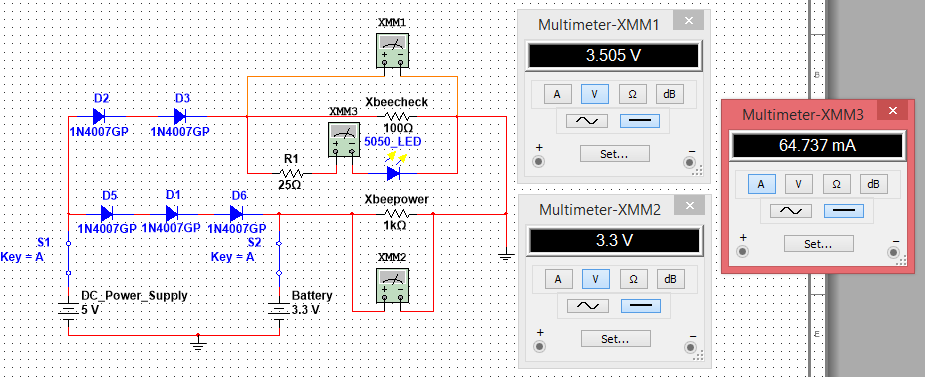 XMM1
Multimeter-XMM1
3.505 V
A V Ω dB
+ Set... -
D2 D3
1N4007GP 1N4007GP
XMM3
Xbeecheck
100Ω
5050_LED
R1
25Ω
Multimeter-XMM3
64.737 mA
A V Ω dB
+ Set... -
D5 D1 D6
1N4007GP 1N4007GP 1N4007GP
Xbeepower
1kΩ
S1
Key = A
S2
Key = A
XMM2
DC_Power_Supply
5 V
Battery
3.3 V
Multimeter-XMM2
3.3 V
A V Ω dB
+ Set... -
B
E